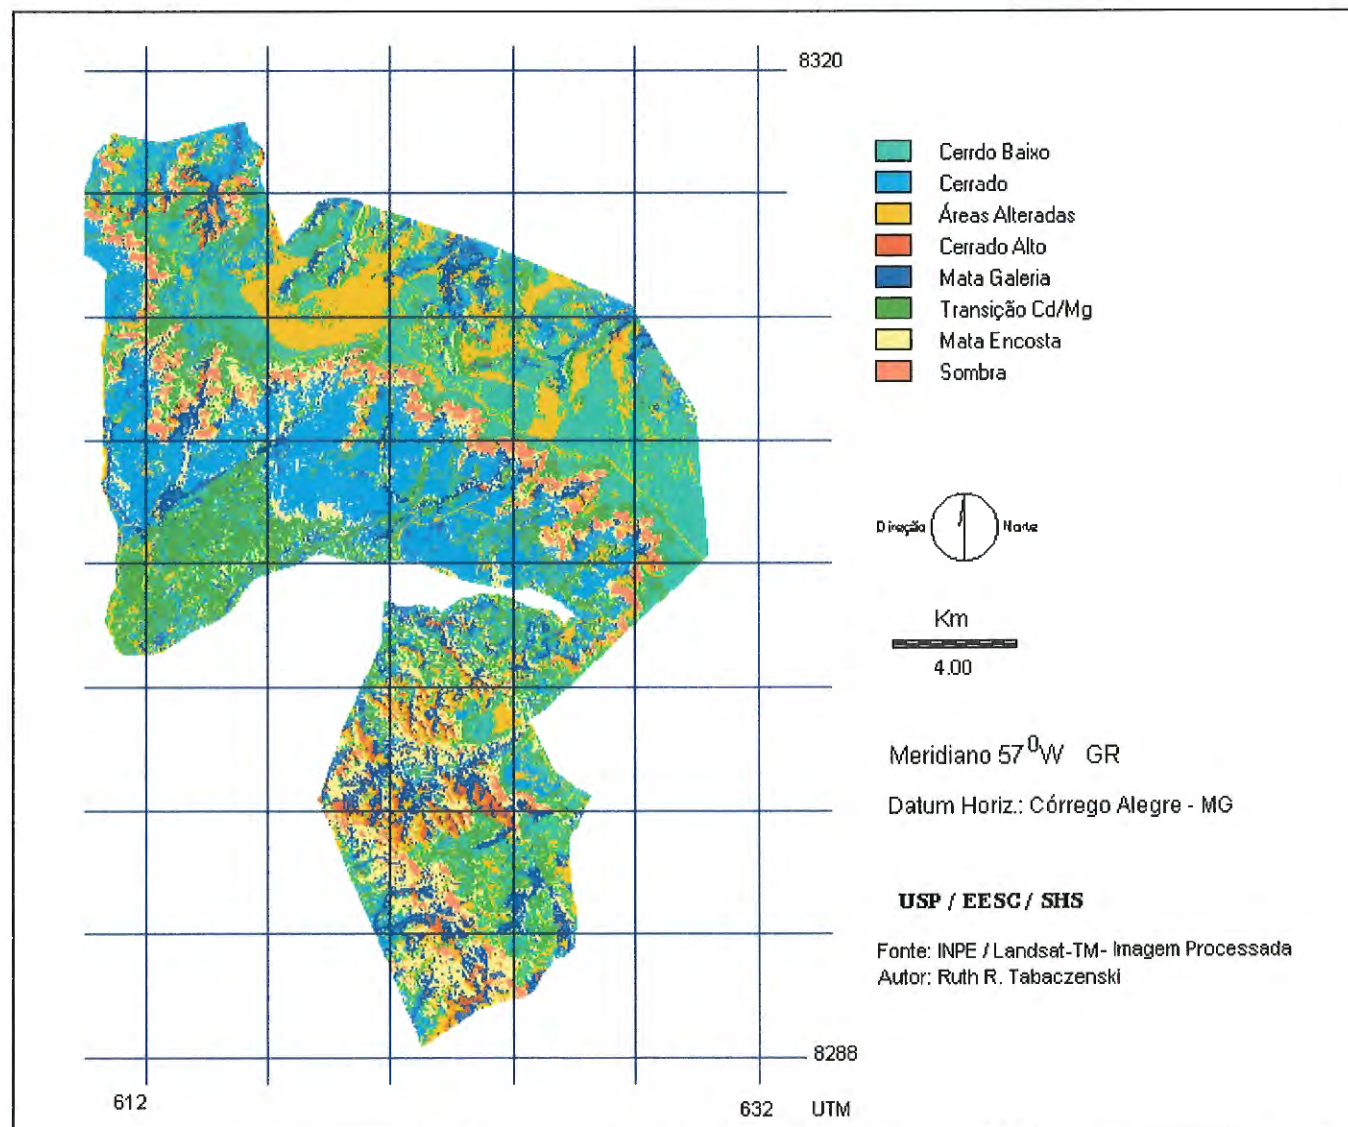 8320
Cerrdo Baixo
Cerrado
Áreas Alteradas
Cerrado Alto
Mata Galeria
Transição Cd/Mg
Mata Encosta
Sombra
Direção Norte
Km
4.00
Meridiano 57⁰W GR
Datum Horiz.: Córrego Alegre - MG
USP / EESC / SHS
Fonte: INPE / Landsat-TM- Imagem Processada
Autor: Ruth R. Tabaczenski
8288
612
632 UTM